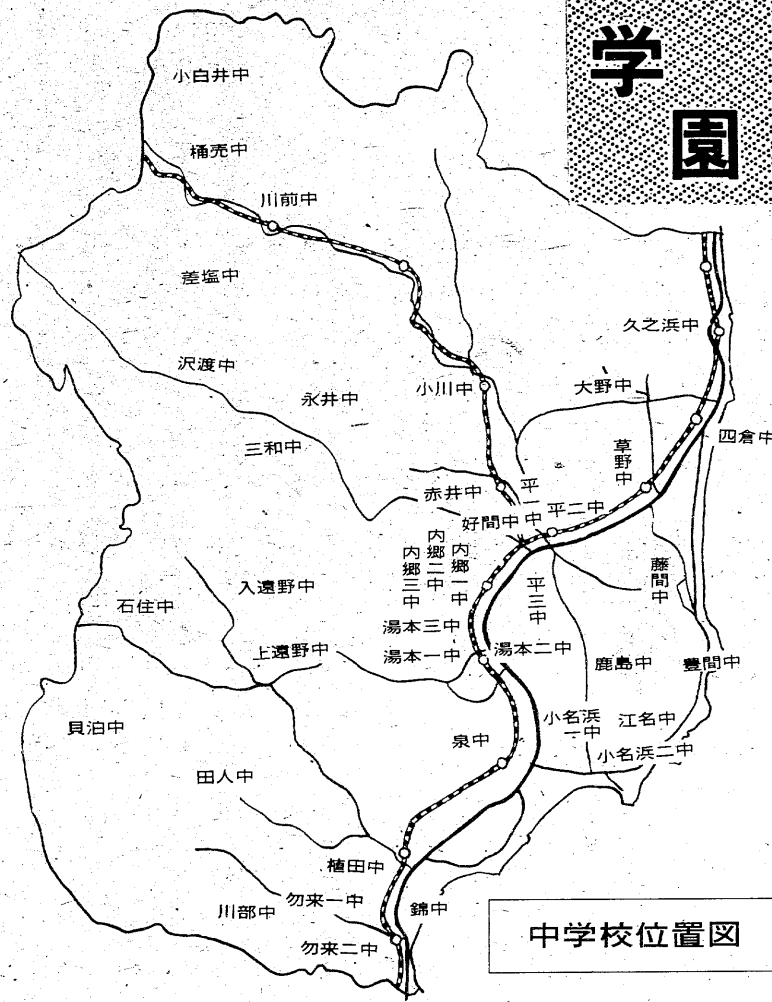 学
園
小白井中
桶売中
川前中
差塩中
久之浜中
沢渡中
永井中
小川中
大野中
三和中
四倉中
草野中
赤井中
平一中
平二中
好間中
内郷一中
内郷二中
内郷三中
藤間中
平三中
入遠野中
石住中
湯本三中
上遠野中
湯本一中
湯本二中
鹿島中
豊間中
貝泊中
泉中
小名浜一中
江名中
小名浜二中
田人中
植田中
川部中
勿来一中
錦中
勿来二中
中学校位置図